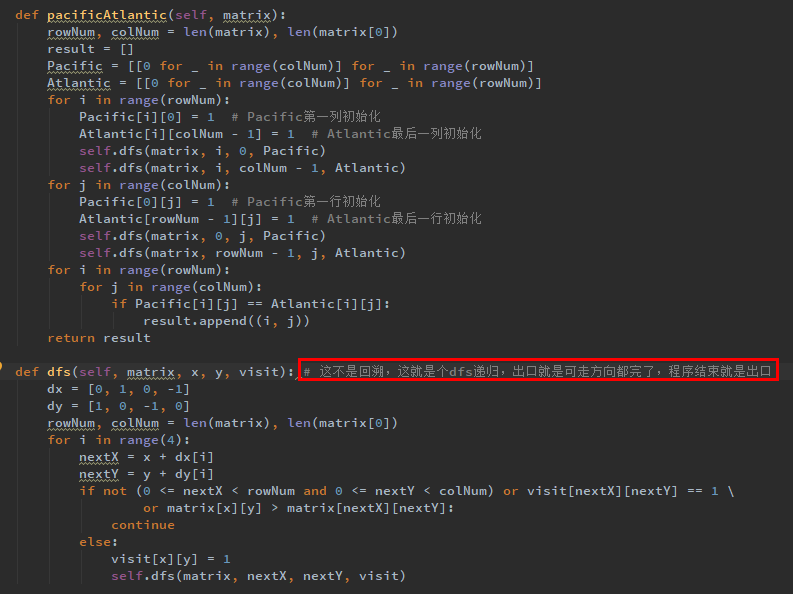 def pacificAtlantic(self, matrix):
rowNum, colNum = len(matrix), len(matrix[0])
result = []
Pacific = [[0 for _ in range(colNum)] for _ in range(rowNum)]
Atlantic = [[0 for _ in range(colNum)] for _ in range(rowNum)]
for i in range(rowNum):
Pacific[i][0] = 1  # Pacific第一列初始化
Atlantic[i][colNum - 1] = 1  # Atlantic最后一列初始化
self.dfs(matrix, i, 0, Pacific)
self.dfs(matrix, i, colNum - 1, Atlantic)
for j in range(colNum):
Pacific[0][j] = 1  # Pacific第一行初始化
Atlantic[rowNum - 1][j] = 1  # Atlantic最后一行初始化
self.dfs(matrix, 0, j, Pacific)
self.dfs(matrix, rowNum - 1, j, Atlantic)
for i in range(rowNum):
for j in range(colNum):
if Pacific[i][j] == Atlantic[i][j]:
result.append((i, j))
return result
def dfs(self, matrix, x, y, visit): # 这不是回溯，这就是个dfs递归，出口就是可走方向都完了，程序结束就是出口
dx = [0, 1, 0, -1]
dy = [1, 0, -1, 0]
rowNum, colNum = len(matrix), len(matrix[0])
for i in range(4):
nextX = x + dx[i]
nextY = y + dy[i]
if not (0 <= nextX < rowNum and 0 <= nextY < colNum) or visit[nextX][nextY] == 1 \
or matrix[x][y] > matrix[nextX][nextY]:
continue
else:
visit[x][y] = 1
self.dfs(matrix, nextX, nextY, visit)